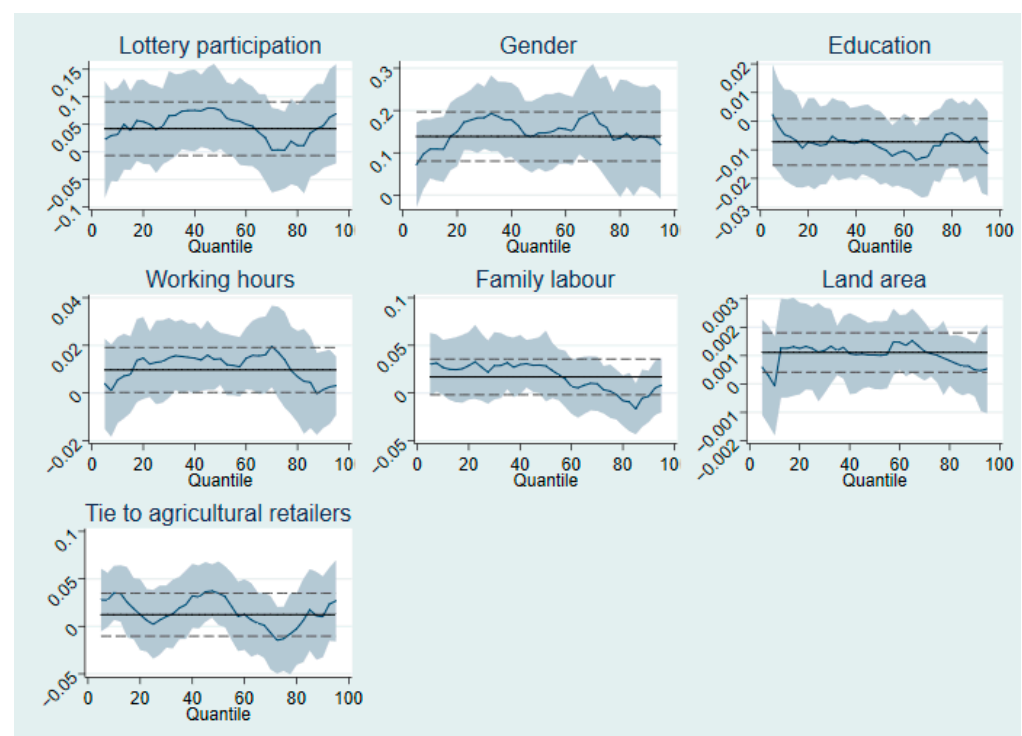 Lottery participation
0.15
0.1
0.05
0
−0.05
−0.1
0 20 40 60 80 10
Quantile
Gender
0.3
0.2
0.1
0
0 20 40 60 80 10
Quantile
Education
0.02
0.01
0
−0.01
−0.02
−0.03
0 20 40 60 80 100
Quantile
Working hours
0.04
0.02
0
−0.02
0 20 40 60 80 10
Quantile
Family labour
0.1
0.05
0
−0.05
0 20 40 60 80 10
Quantile
Land area
0.003
0.002
0.001
0
−0.001
−0.002
0 20 40 60 80 100
Quantile
Tie to agricultural retailers
0.1
0.05
0
−0.05
0 20 40 60 80 100
Quantile